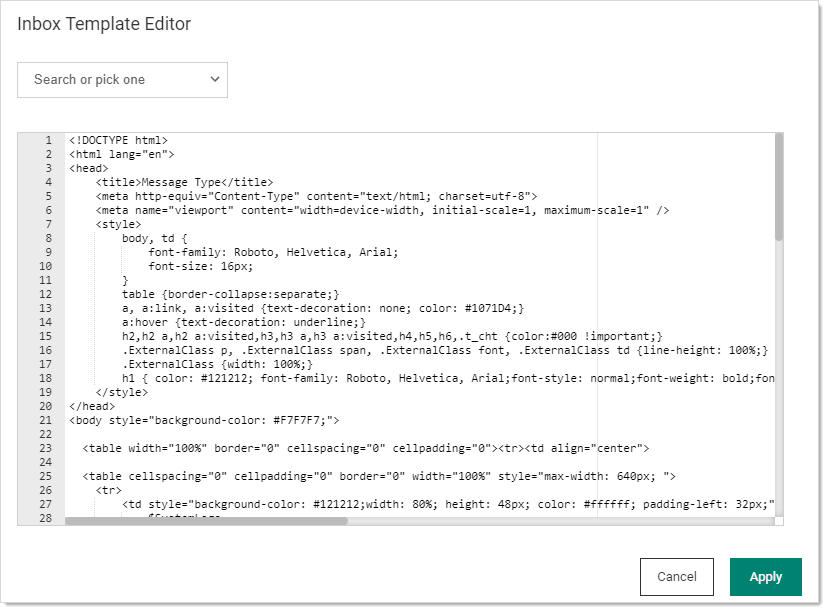 Inbox Template Editor
Search or pick one
1 <!DOCTYPE html>
2 <html lang="en">
3 <head>
4 <title>Message Type</title>
5 <meta http-equiv="Content-Type" content="text/html; charset=utf-8">
6 <meta name="viewport" content="width=device-width, initial-scale=1, maximum-scale=1" />
7 <style>
8 body, td {
9 font-family: Roboto, Helvetica, Arial;
10 font-size: 16px;
11 }
12 table {border-collapse:separate;}
13 a, a:link, a:visited {text-decoration: none; color: #1071D4;}
14 a:hover {text-decoration: underline;}
15 h2,h2 a,h2 a:visited,h3,h3 a,h3 a:visited,h4,h5,h6,.t_cht {color:#000 !important;}
16 .ExternalClass p, .ExternalClass span, .ExternalClass font, .ExternalClass td {line-height: 100%;}
17 .ExternalClass {width: 100%;}
18 h1 { color: #121212; font-family: Roboto, Helvetica, Arial;font-style: normal;font-weight: bold;fon
19 </style>
20 </head>
21 <body style="background-color: #F7F7F7;">
22
23 <table width="100%" border="0" cellspacing="0" cellpadding="0"><tr><td align="center">
24
25 <table cellspacing="0" cellpadding="0" border="0" width="100%" style="max-width: 640px; ">
26 <tr>
27 <td style="background-color: #121212;width: 80%; height: 48px; color: #ffffff; padding-left: 32px;"
28
Cancel
Apply